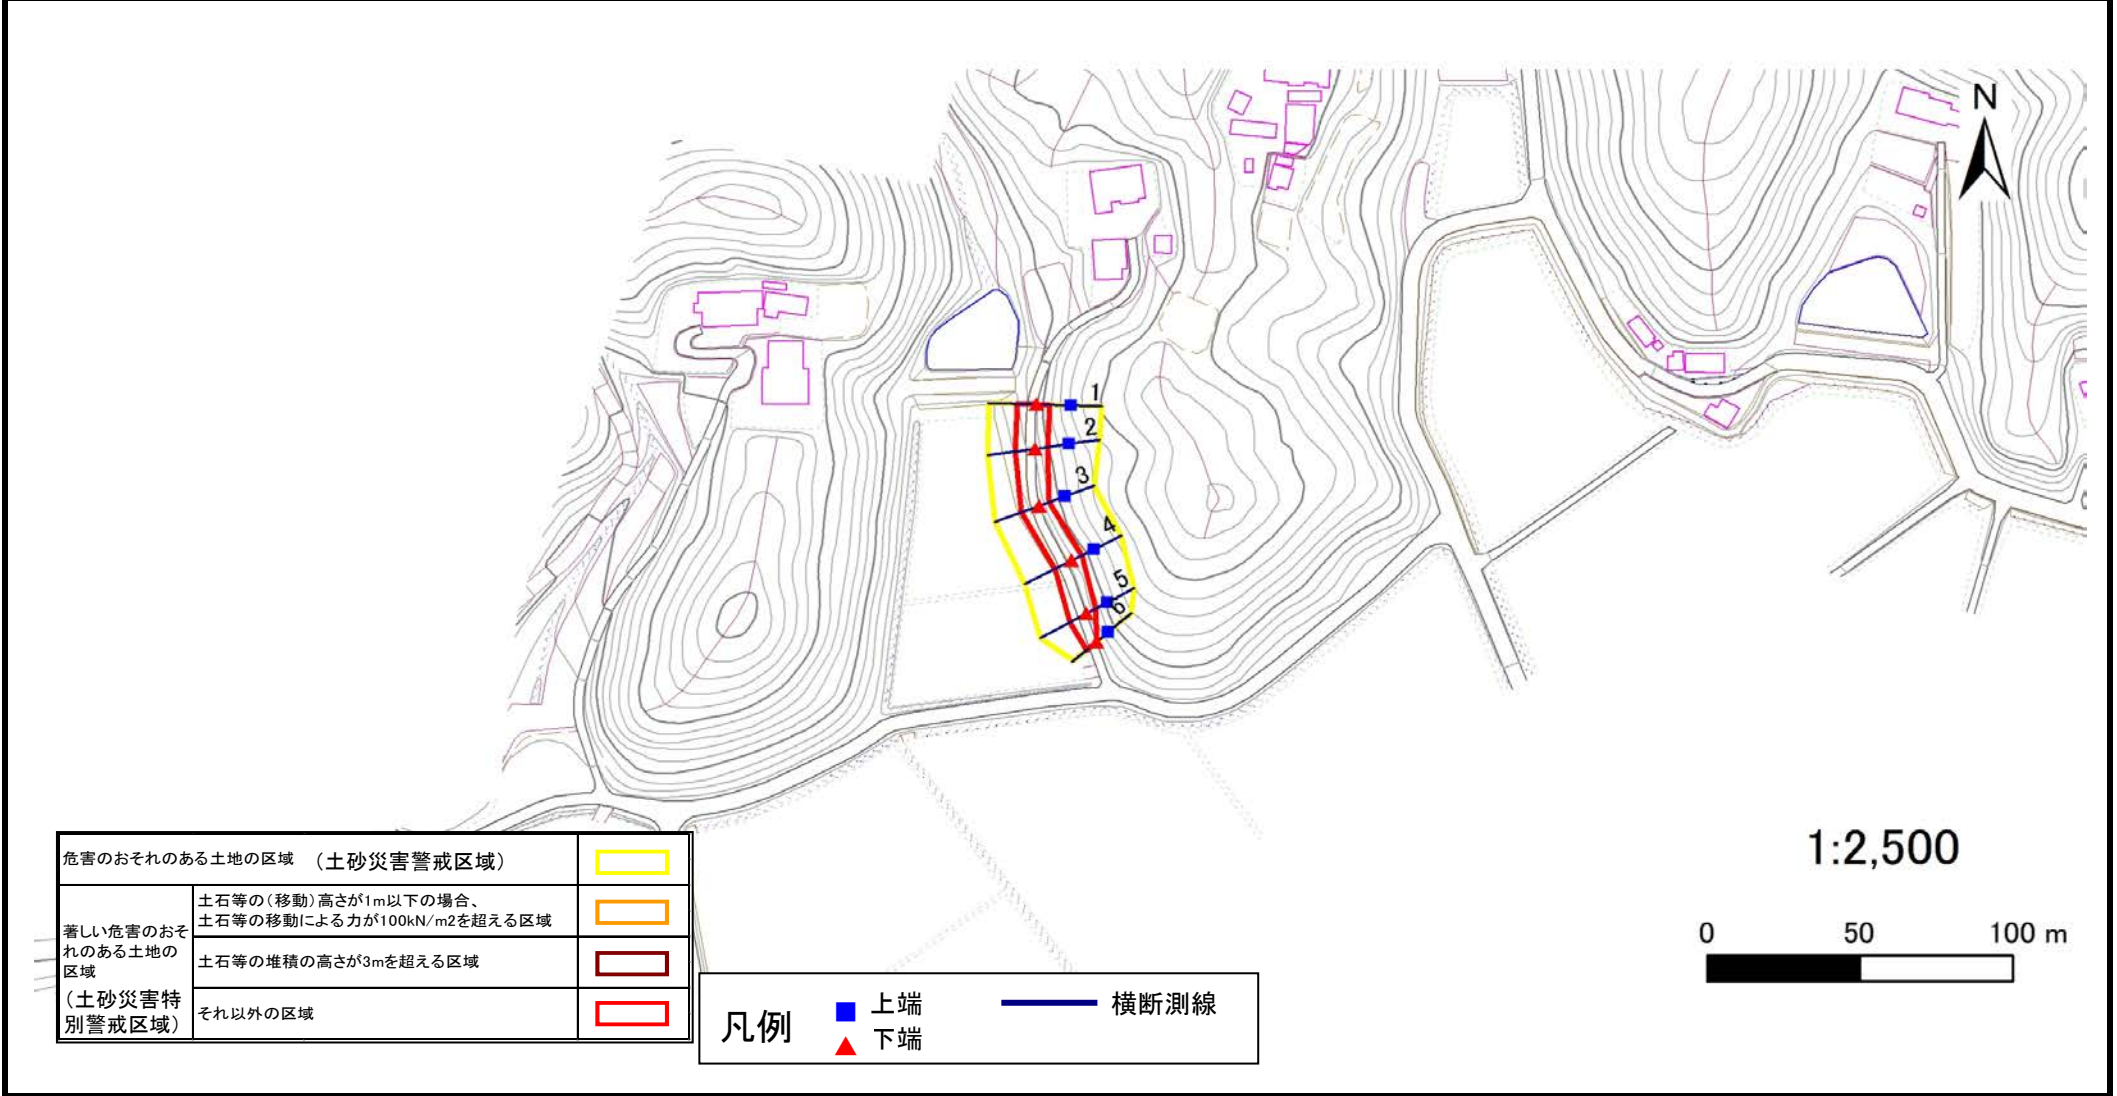 N
1
2
3
4
5
6
1:2,500
0 50 100 m
危害のおそれのある土地の区域 （土砂災害警戒区域）
著しい危害のおそ
れのある土地の
区域
（土砂災害特
別警戒区域）
土石等の（移動）高さが1m以下の場合、
土石等の移動による力が100kN/m2を超える区域
土石等の堆積の高さが3mを超える区域
それ以外の区域
凡例
上端
下端
横断測線